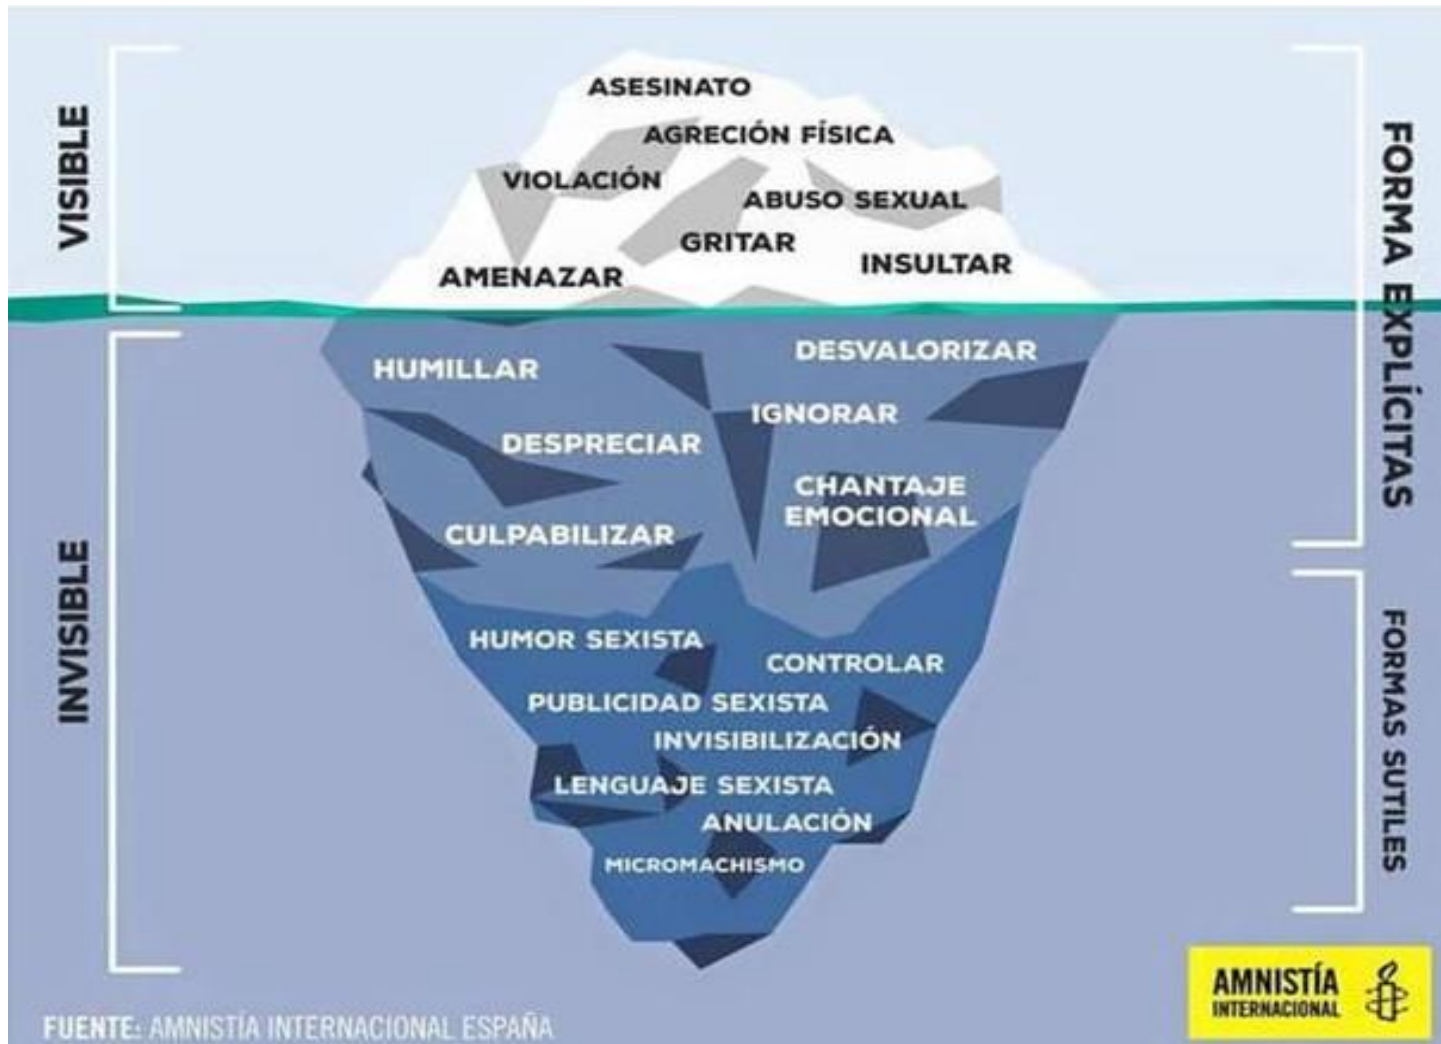 VISIBLE
ASESINATO
AGRECIÓN FÍSICA
VIOLACIÓN
ABUSO SEXUAL
GRITAR
INSULTAR
AMENAZAR
FORMA EXPLÍCITAS
INVISIBLE
DESVALORIZAR
HUMILLAR
IGNORAR
DESPRECIAR
CHANTAJE
EMOCIONAL
CULPABILIZAR
HUMOR SEXISTA
CONTROLAR
PUBLICIDAD SEXISTA
INVISIBILIZACIÓN
LENGUAJE SEXISTA
ANULACIÓN
MICROMACHISMO
FORMAS SUTILES
AMNISTÍA
INTERNACIONAL
FUENTE: AMNISTÍA INTERNACIONAL ESPAÑA